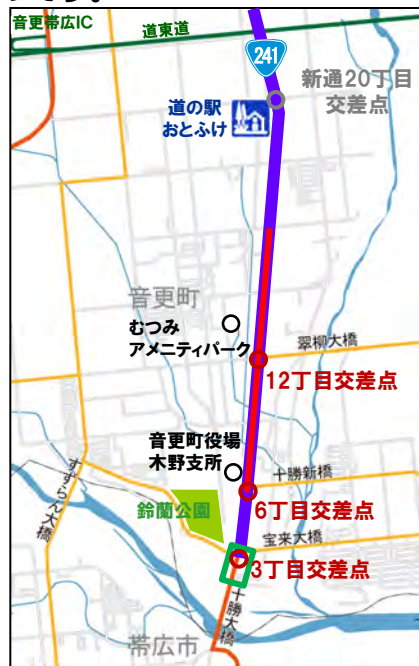 音更帯広IC
道東道
241
新通20丁目
交差点
道の駅
おとふけ
音更町
むつみ
アメニティパーク
翠柳大橋
12丁目交差点
音更町役場
木野支所
十勝新橋
すずらん大橋
鈴蘭公園
6丁目交差点
宝来大橋
3丁目交差点
十勝大橋
帯広市